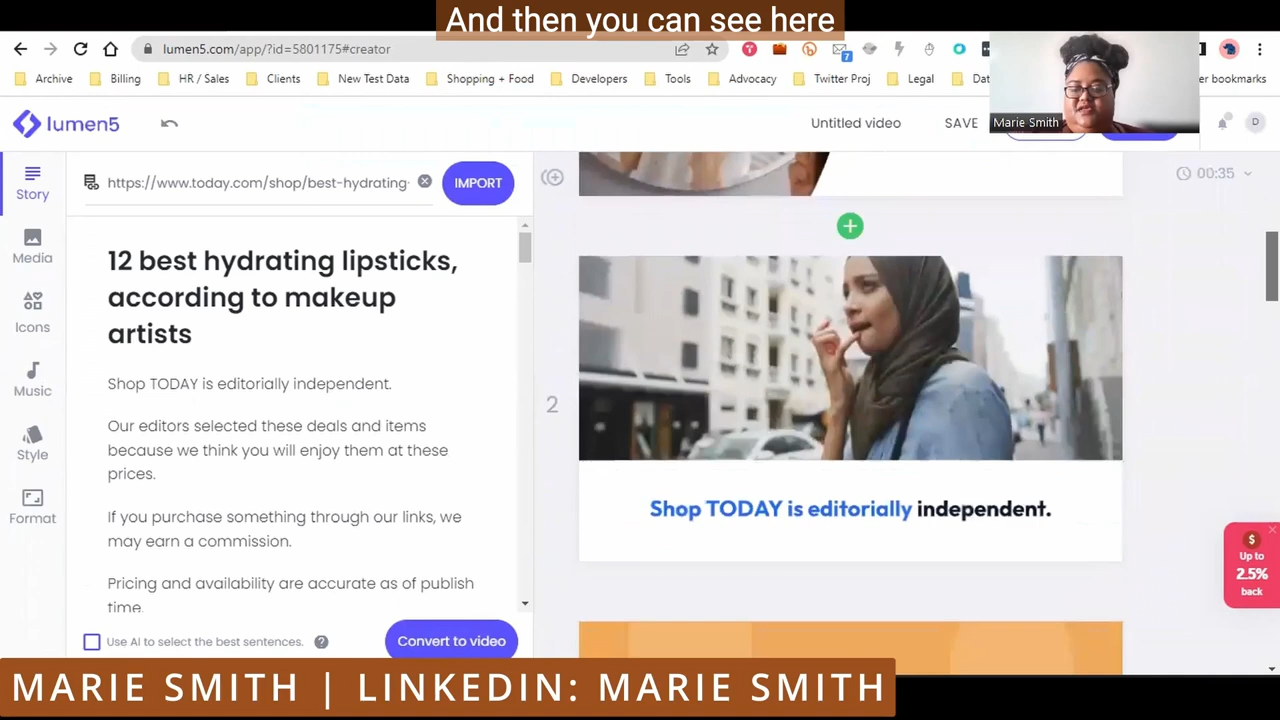 And then you can see here
lumen5.com/app/?id=5801175#creator
7
Archive Billing HR / Sales Clients New Test Data Shopping + Food Developers Tools Advocacy Twitter Proj Legal Dat er bookmarks
Marie Smith
lumen5 Untitled video SAVE D
Story
https://www.today.com/shop/best-hydrating- IMPORT
00:35
Media
Icons
Music
Style
Format
12 best hydrating lipsticks,
according to makeup
artists
Shop TODAY is editorially independent.
Our editors selected these deals and items
because we think you will enjoy them at these
prices.
If you purchase something through our links, we
may earn a commission.
Pricing and availability are accurate as of publish
time.
Use AI to select the best sentences. ? Convert to video
2
Shop TODAY is editorially independent.
$
Up to
2.5%
back
MARIE SMITH | LINKEDIN: MARIE SMITH